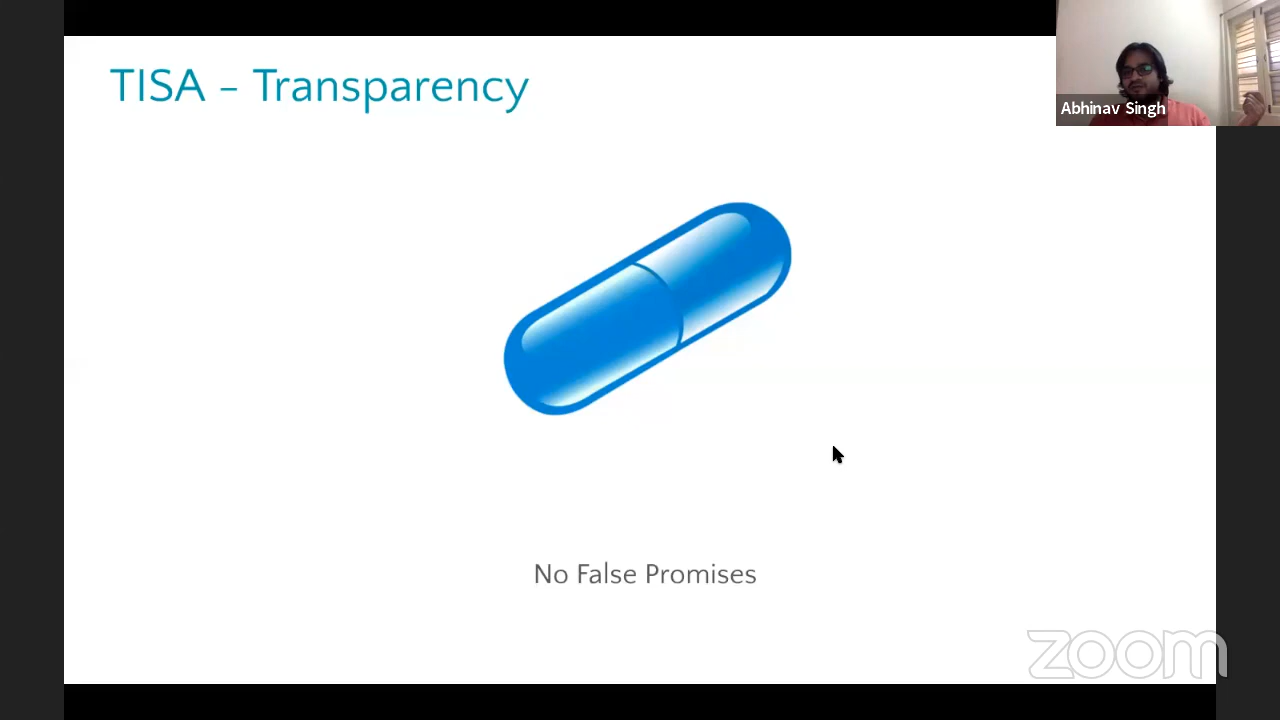 TISA – Transparency
Abhinav Singh
No False Promises
zoom